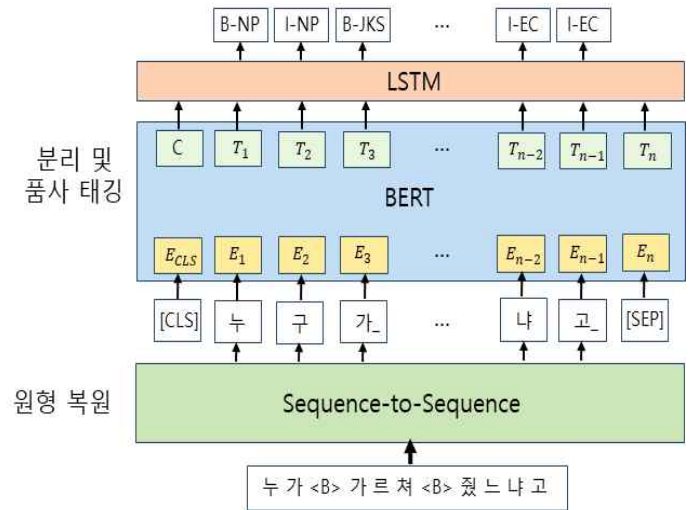 B-NP I-NP B-JKS ... I-EC I-EC
LSTM
분리 및
품사 태깅
C T₁ T₂ T₃ ... Tₙ₋₂ Tₙ₋₁ Tₙ
BERT
E_CLS E₁ E₂ E₃ ... Eₙ₋₂ Eₙ₋₁ Eₙ
[CLS] 누 구 가_ ... 냐 고_ [SEP]
원형 복원
Sequence-to-Sequence
누 가 <B> 가 르 쳐 <B> 줬 느 냐 고